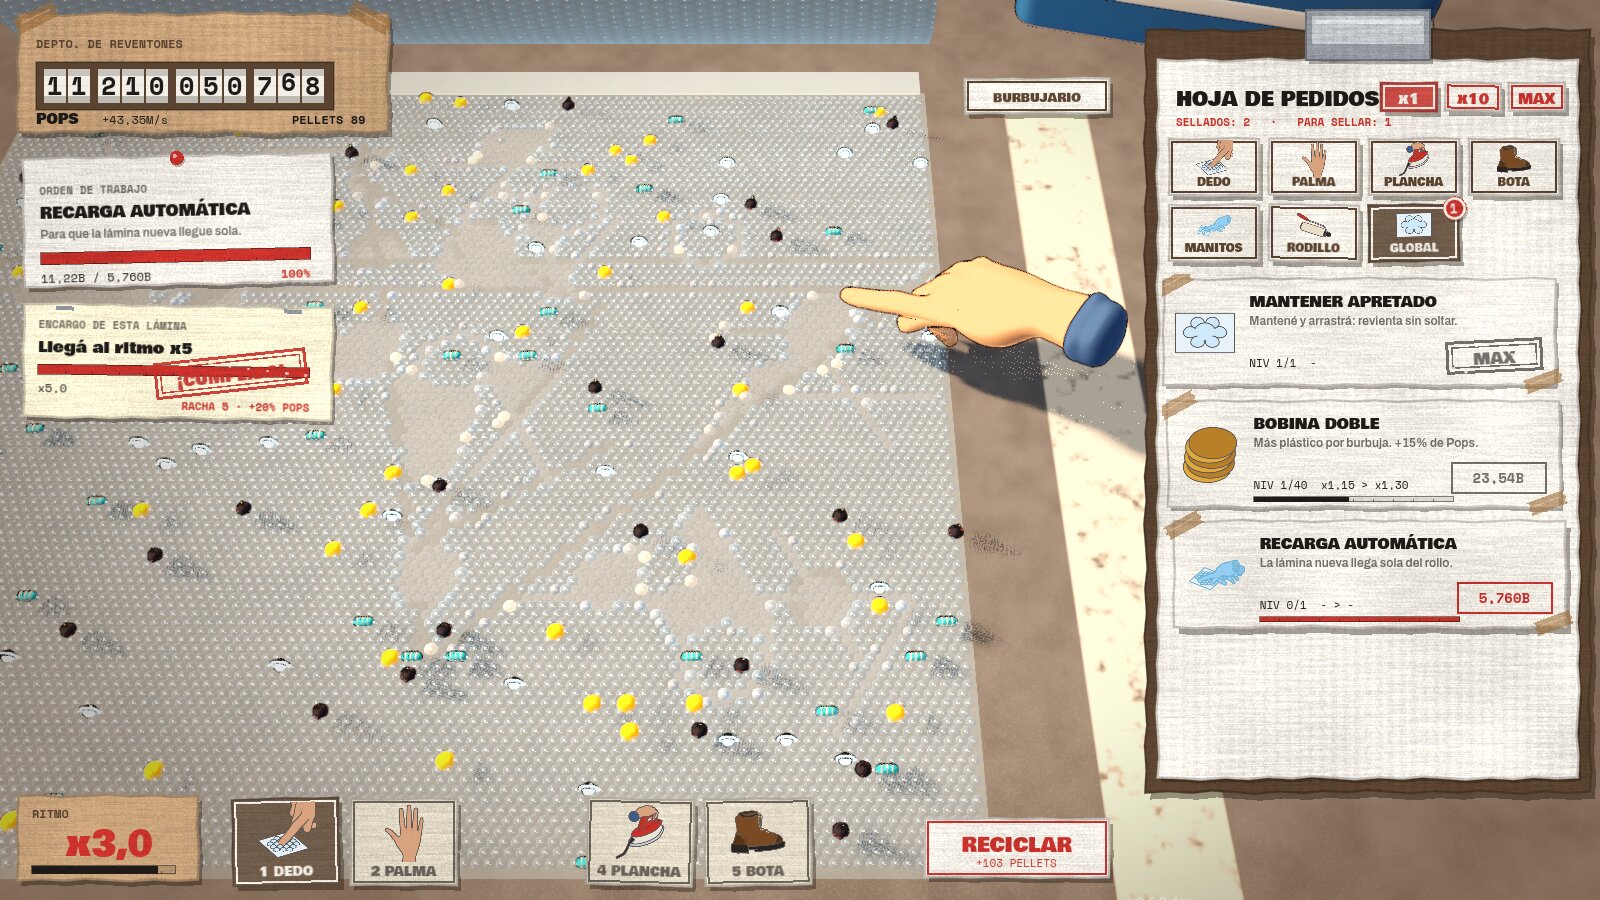 DEPTO. DE REVENTONES
11 210 050 768
POPS +43,35M/s PELLETS 89
ORDEN DE TRABAJO
RECARGA AUTOMÁTICA
Para que la lámina nueva llegue sola.
11,22B / 5,760B 100%
ENCARGO DE ESTA LÁMINA
Llegá al ritmo x5
x5,0
RACHA 5 · +20% POPS
BURBUJARIO
HOJA DE PEDIDOS
x1
x10
MAX
SELLADOS: 2 · PARA SELLAR: 1
DEDO
PALMA
PLANCHA
BOTA
MANITOS
RODILLO
GLOBAL
1
MANTENER APRETADO
Mantené y arrastrá: revienta sin soltar.
NIV 1/1 -
MAX
BOBINA DOBLE
Más plástico por burbuja. +15% de Pops.
NIV 1/40 x1,15 > x1,30
23,54B
RECARGA AUTOMÁTICA
La lámina nueva llega sola del rollo.
NIV 0/1 - > -
5,760B
RITMO
x3,0
1 DEDO
2 PALMA
4 PLANCHA
5 BOTA
RECICLAR
+103 PELLETS